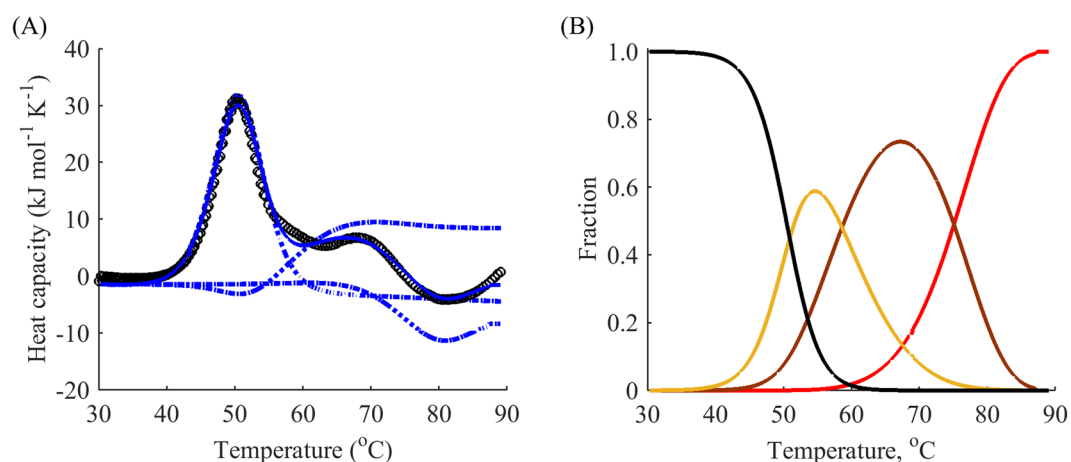 (A)
Heat capacity (kJ mol⁻¹ K⁻¹)
40
30
20
10
0
-10
-20
30 40 50 60 70 80 90
Temperature (°C)
(B)
Fraction
1.0
0.8
0.6
0.4
0.2
0
30 40 50 60 70 80 90
Temperature, °C